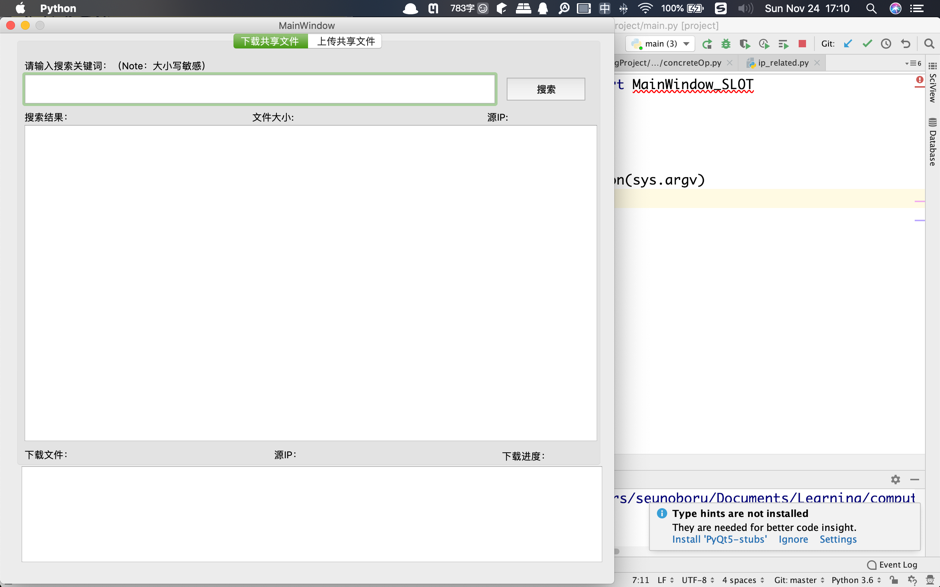 Python
783字
中
100%
Sun Nov 24 17:10
MainWindow
roject/main.py [project]
下载共享文件 上传共享文件
main (3)
Git:
gProject/.../concreteOp.py
ip_related.py
6
请输入搜索关键词：（Note：大小写敏感）
rt MainWindow_SLOT
搜索
搜索结果：
文件大小：
源IP:
on(sys.argv)
SciView
Database
下载文件：
源IP：
下载进度：
rs/seunoboru/Documents/Learning/comput
Type hints are not installed
They are needed for better code insight.
Install 'PyQt5-stubs' Ignore Settings
Event Log
7:11 LF UTF-8 4 spaces Git: master Python 3.6